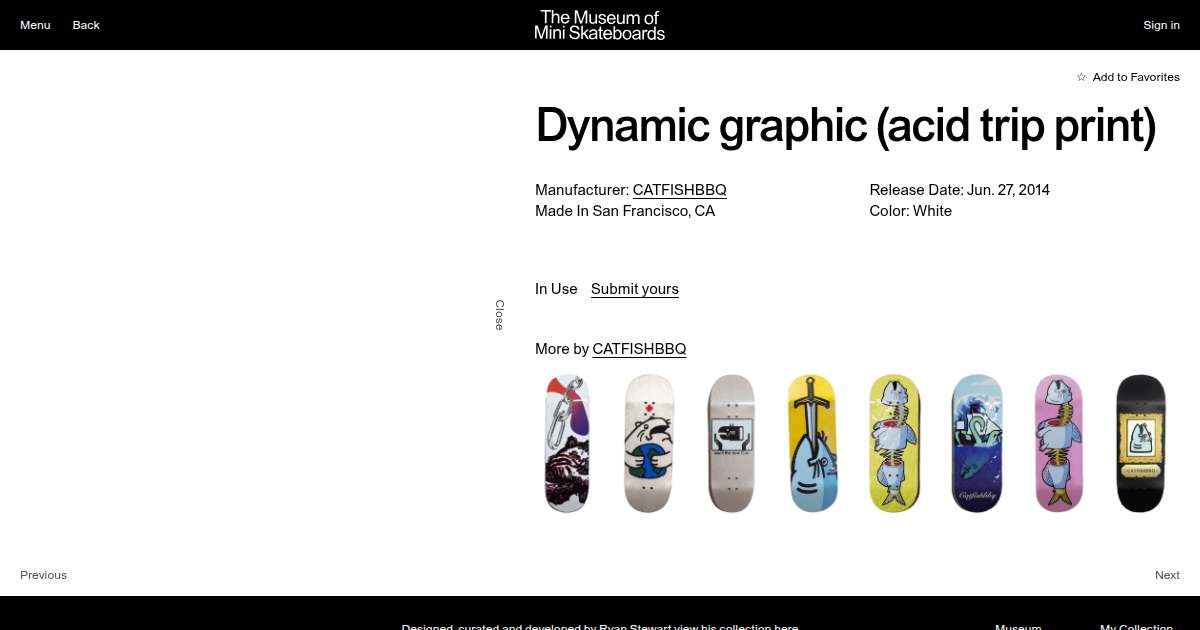 Menu
Back
The Museum of
Mini Skateboards
Sign in
☆ Add to Favorites
Dynamic graphic (acid trip print)
Manufacturer: CATFISHBBQ
Release Date: Jun. 27, 2014
Made In San Francisco, CA
Color: White
In Use Submit yours
Close
More by CATFISHBBQ
Catfishbbq
CATFISHBBQ
Previous
Next
Designed, curated and developed by Ryan Stewart view his collection here
Museum
My Collection